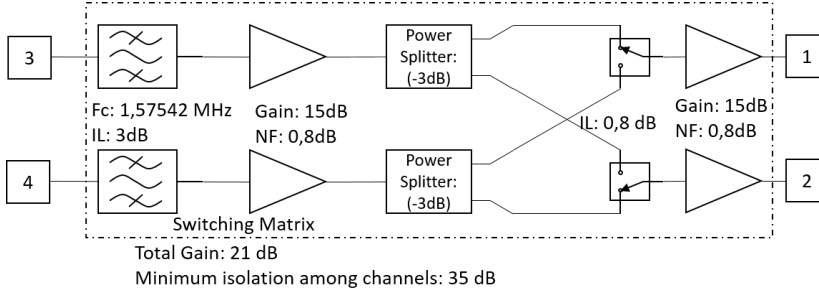 3
Power
Splitter:
(-3dB)
1
Fc: 1,57542 MHz
IL: 3dB
Gain: 15dB
NF: 0,8dB
IL: 0,8 dB
Gain: 15dB
NF: 0,8dB
4
Power
Splitter:
(-3dB)
2
Switching Matrix
Total Gain: 21 dB
Minimum isolation among channels: 35 dB